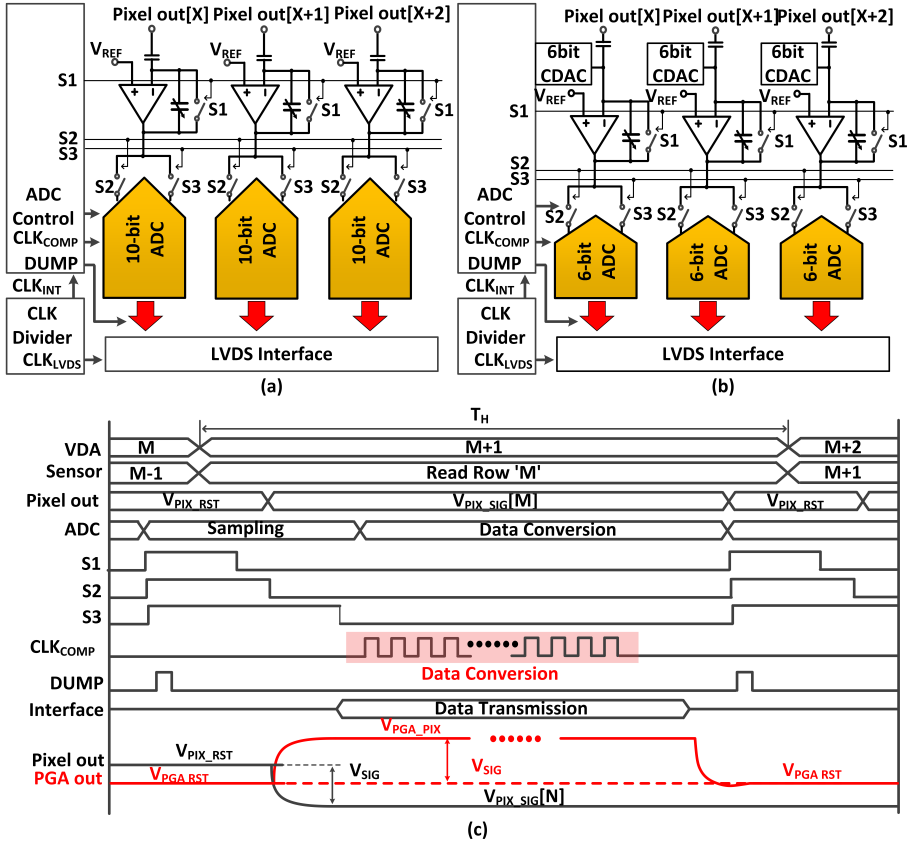 Pixel out[X] Pixel out[X+1] Pixel out[X+2]
VREF VREF VREF
S1
+ − + − + −
S1 S1 S1
S2
S3
S2 S3 S2 S3 S2 S3
ADC
Control
CLKCOMP
DUMP
CLKINT
10-bit ADC
10-bit ADC
10-bit ADC
CLK
Divider
CLKLVDS
LVDS Interface
(a)
Pixel out[X] Pixel out[X+1] Pixel out[X+2]
6bit CDAC
6bit CDAC
6bit CDAC
VREF VREF VREF
S1
+ − + − + −
S1 S1 S1
S2
S3
S2 S3 S2 S3 S2 S3
ADC
Control
CLKCOMP
DUMP
CLKINT
6-bit ADC
6-bit ADC
6-bit ADC
CLK
Divider
CLKLVDS
LVDS Interface
(b)
TH
VDA M M+1 M+2
Sensor M-1 Read Row 'M' M+1
Pixel out VPIX_RST VPIX_SIG[M] VPIX_RST
ADC Sampling Data Conversion
S1
S2
S3
CLKCOMP
Data Conversion
DUMP
Interface Data Transmission
VPGA_PIX
Pixel out VPIX_RST
PGA out VPGA RST VSIG VSIG VPGA RST
VPIX_SIG[N]
(c)